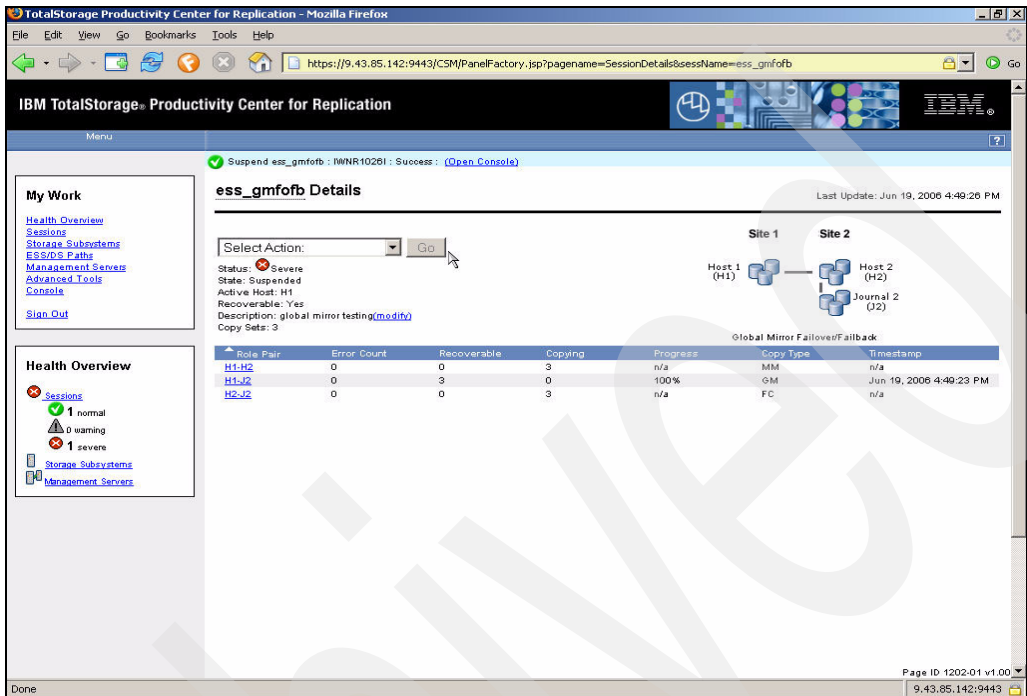 TotalStorage Productivity Center for Replication - Mozilla Firefox
File Edit View Go Bookmarks Tools Help
https://9.43.85.142:9443/CSM/PanelFactory.jsp?pagename=SessionDetails&sessName=ess_gmfofb
Go
IBM TotalStorage® Productivity Center for Replication
IBM®
Menu
?
Suspend ess_gmfofb : IWNR1026I : Success : (Open Console)
My Work
Health Overview
Sessions
Storage Subsystems
ESS/DS Paths
Management Servers
Advanced Tools
Console
Sign Out
Health Overview
Sessions
1 normal
0 warning
1 severe
Storage Subsystems
Management Servers
ess_gmfofb Details
Last Update: Jun 19, 2006 4:49:26 PM
Select Action:
Go
Status: Severe
State: Suspended
Active Host: H1
Recoverable: Yes
Description: global mirror testing(modify)
Copy Sets: 3
Site 1 Site 2
Host 1 (H1)
Host 2 (H2)
Journal 2 (J2)
Global Mirror Failover/Failback
Role Pair Error Count Recoverable Copying Progress Copy Type Timestamp
H1-H2 0 0 3 n/a MM n/a
H1-J2 0 3 0 100% GM Jun 19, 2006 4:49:23 PM
H2-J2 0 0 3 n/a FC n/a
Page ID 1202-01 v1.00
Done
9.43.85.142:9443